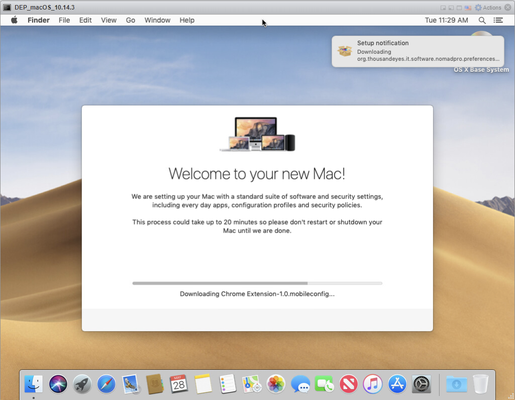 DEP_macOS_10.14.3
Actions
Finder File Edit View Go Window Help
Tue 11:29 AM
Setup notification
Downloading
org.thousandeyes.it.software.nomadpro.preferences...
OS X Base System
Welcome to your new Mac!
We are setting up your Mac with a standard suite of software and security settings,
including every day apps, configuration profiles and security policies.
This process could take up to 20 minutes so please don't restart or shutdown your
Mac until we are done.
Downloading Chrome Extension-1.0.mobileconfig...
28